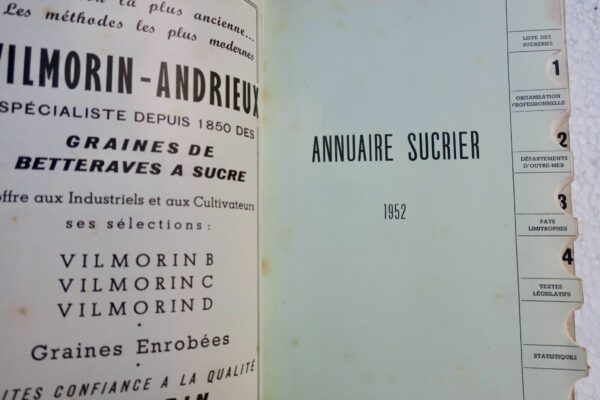 la plus ancienne...
Les méthodes les plus modernes
VILMORIN-ANDRIEUX
SPÉCIALISTE DEPUIS 1850 DES
GRAINES DE
BETTERAVES A SUCRE
offre aux Industriels et aux Cultivateurs
ses sélections :
VILMORIN B
VILMORIN C
VILMORIN D
Graines Enrobées
CONFIANCE A LA QUALITÉ
ANNUAIRE SUCRIER
1952
LISTE DES
SUCRERIES
1
ORGANISATION
PROFESSIONNELLE
2
DÉPARTEMENTS
D'OUTRE-MER
3
PAYS
LIMITROPHES
4
TEXTES
LÉGISLATIFS
STATISTIQUES